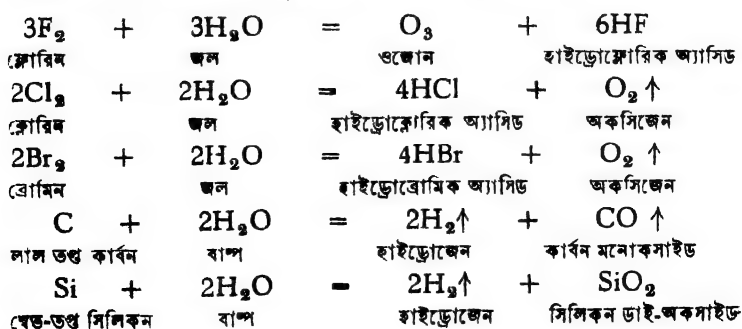 3F₂ + 3H₂O = O₃ + 6HF
ফ্লোরিন জল ওজোন হাইড্রোফ্লোরিক অ্যাসিড
2Cl₂ + 2H₂O = 4HCl + O₂ ↑
ক্লোরিন জল হাইড্রোক্লোরিক অ্যাসিড অকসিজেন
2Br₂ + 2H₂O = 4HBr + O₂ ↑
ব্রোমিন জল হাইড্রোব্রোমিক অ্যাসিড অকসিজেন
C + 2H₂O = 2H₂↑ + CO ↑
লাল তপ্ত কার্বন বাষ্প হাইড্রোজেন কার্বন মনোকসাইড
Si + 2H₂O = 2H₂↑ + SiO₂
শ্বেত-তপ্ত সিলিকন বাষ্প হাইড্রোজেন সিলিকন ডাই-অকসাইড